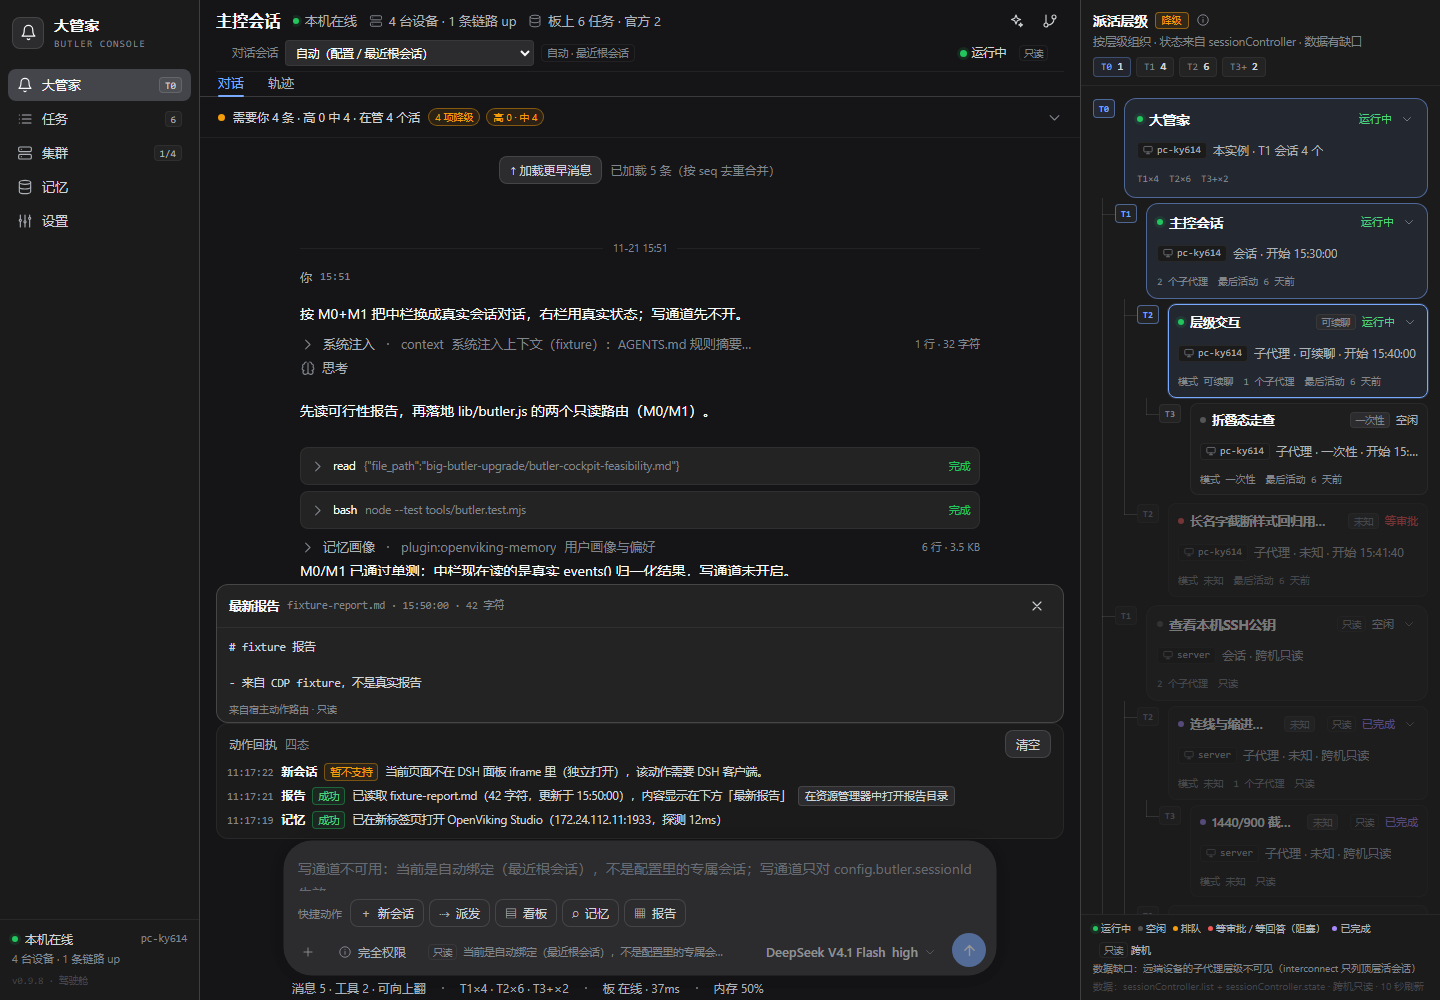 大管家
BUTLER CONSOLE
大管家 T0
任务 6
集群 1/4
记忆
设置
本机在线 pc-ky614
4 台设备 · 1 条链路 up
v0.9.8 · 驾驶舱
主控会话 本机在线 4 台设备 · 1 条链路 up 板上 6 任务 · 官方 2
对话会话 自动（配置 / 最近根会话） 自动 · 最近根会话 运行中 只读
对话 轨迹
需要你 4 条 · 高 0 中 4 · 在管 4 个活 4 项降级 高 0 · 中 4
↑ 加载更早消息 已加载 5 条（按 seq 去重合并）
11-21 15:51
你 15:51
按 M0+M1 把中栏换成真实会话对话，右栏用真实状态；写通道先不开。
系统注入 · context 系统注入上下文（fixture）：AGENTS.md 规则摘要... 1 行 · 32 字符
思考
先读可行性报告，再落地 lib/butler.js 的两个只读路由（M0/M1）。
read {"file_path":"big-butler-upgrade/butler-cockpit-feasibility.md"} 完成
bash node --test tools/butler.test.mjs 完成
记忆画像 · plugin:openviking-memory 用户画像与偏好 6 行 · 3.5 KB
M0/M1 已通过单测；中栏现在读的是真实 events() 归一化结果，写通道未开启。
最新报告 fixture-report.md · 15:50:00 · 42 字符
# fixture 报告
- 来自 CDP fixture，不是真实报告
来自宿主动作路由 · 只读
动作回执 四态 清空
11:17:22 新会话 暂不支持 当前页面不在 DSH 面板 iframe 里（独立打开），该动作需要 DSH 客户端。
11:17:21 报告 成功 已读取 fixture-report.md（42 字符，更新于 15:50:00），内容显示在下方「最新报告」 在资源管理器中打开报告目录
11:17:19 记忆 成功 已在新标签页打开 OpenViking Studio（172.24.112.11:1933，探测 12ms）
写通道不可用：当前是自动绑定（最近根会话），不是配置里的专属会话；写通道只对 config.butler.sessionId
快捷动作 + 新会话 派发 看板 记忆 报告
完全权限 只读 当前是自动绑定（最近根会话），不是配置里的专属会... DeepSeek V4.1 Flash high
消息 5 · 工具 2 · 可向上翻 · T1×4 · T2×6 · T3+×2 · 板 在线 · 37ms · 内存 50%
派活层级 降级
按层级组织 · 状态来自 sessionController · 数据有缺口
T0 1 T1 4 T2 6 T3+ 2
T0 大管家 运行中
pc-ky614 本实例 · T1 会话 4 个
T1×4 T2×6 T3+×2
T1 主控会话 运行中
pc-ky614 会话 · 开始 15:30:00
2 个子代理 最后活动 6 天前
T2 层级交互 可续聊 运行中
pc-ky614 子代理 · 可续聊 · 开始 15:40:00
模式 可续聊 1 个子代理 最后活动 6 天前
T3 折叠态走查 一次性 空闲
pc-ky614 子代理 · 一次性 · 开始 15:...
模式 一次性 最后活动 6 天前
T2 长名字截断样式回归用... 未知 等审批
pc-ky614 子代理 · 未知 · 开始 15:41:40
模式 未知 最后活动 6 天前
T1 查看本机SSH公钥 只读 空闲
server 会话 · 跨机只读
2 个子代理 只读
T2 连线与缩进... 未知 只读 已完成
server 子代理 · 未知 · 跨机只读
模式 未知 1 个子代理 只读
T3 1440/900 截... 未知 只读 已完成
server 子代理 · 未知 · 跨机只读
模式 未知 只读
运行中 空闲 排队 等审批 / 等回答（阻塞） 已完成
只读 跨机
数据缺口：远端设备的子代理层级不可见（interconnect 只列顶层活会话）
数据：sessionController.list + sessionController.state · 跨机只读 · 10 秒刷新